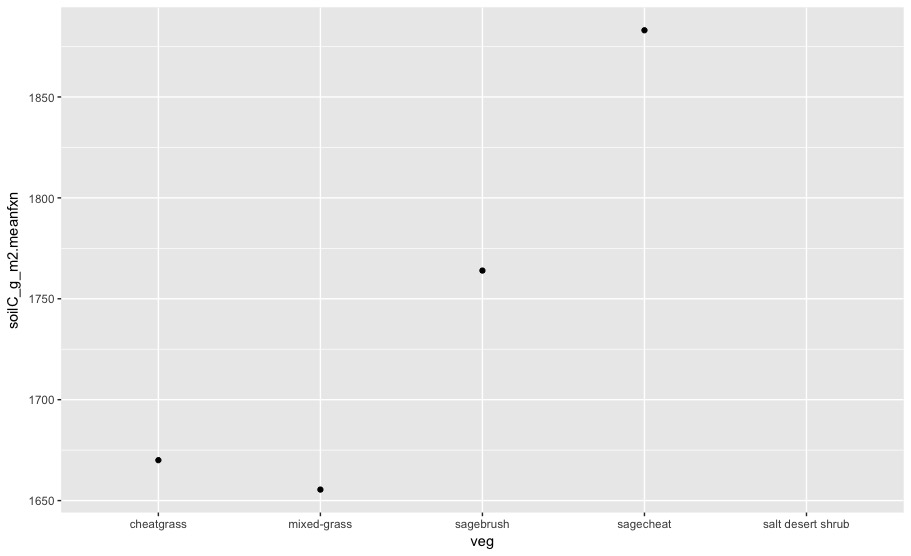 soilC_g_m2.meanfxn
1850
1800
1750
1700
1650
cheatgrass mixed-grass sagebrush sagecheat salt desert shrub
veg